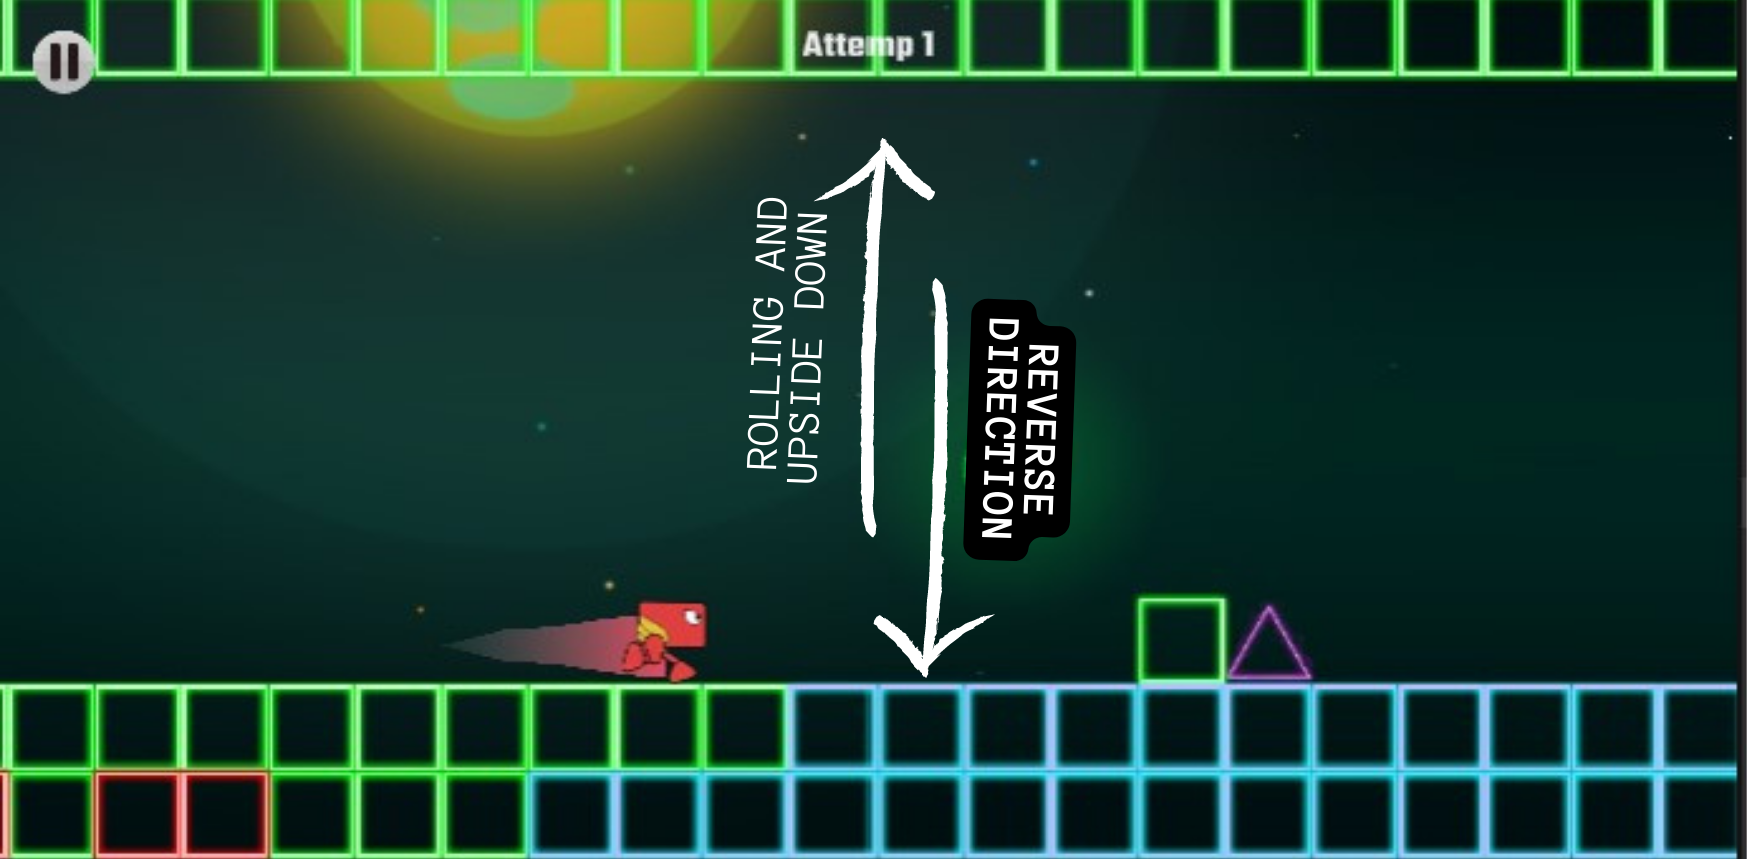 Attemp 1
ROLLING AND
UPSIDE DOWN
REVERSE
DIRECTION